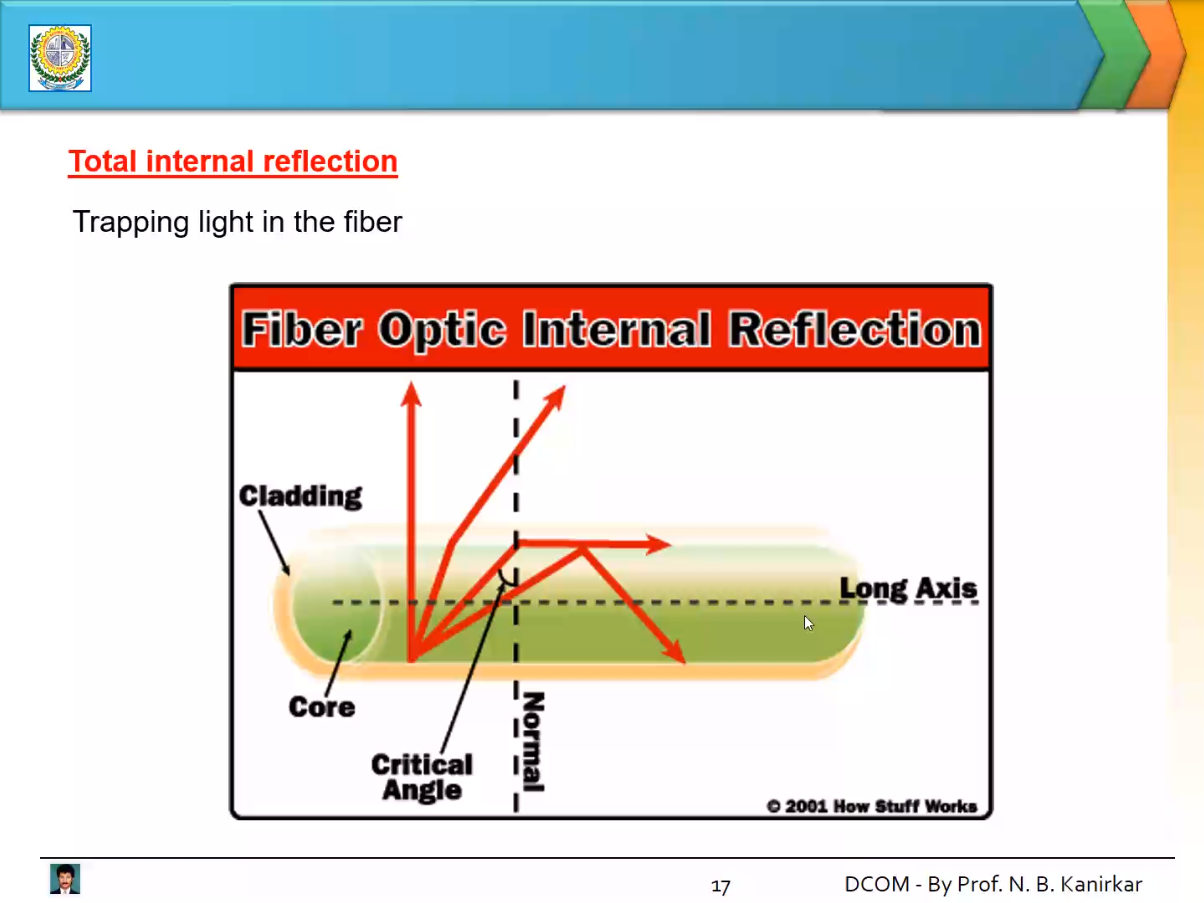 Total internal reflection
Trapping light in the fiber
Fiber Optic Internal Reflection
Cladding
Long Axis
Core
Normal
Critical
Angle
© 2001 How Stuff Works
17
DCOM - By Prof. N. B. Kanirkar